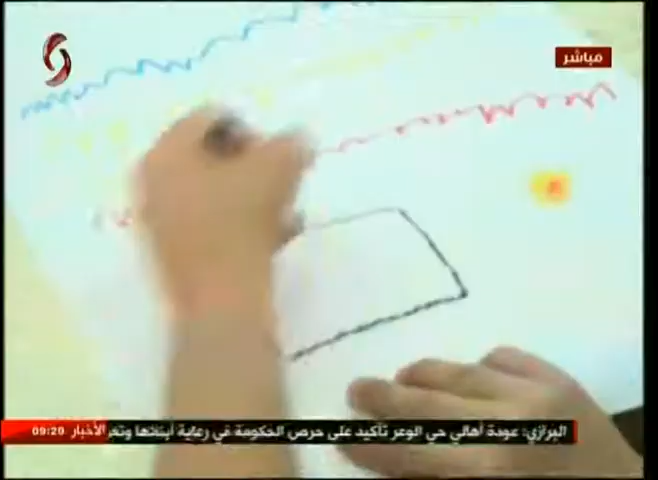 مباشر
البرازي: عودة أهالي حي الوعر تأكيد على حرص الحكومة في رعاية أبنائها وتعز
الأخبار 09:20